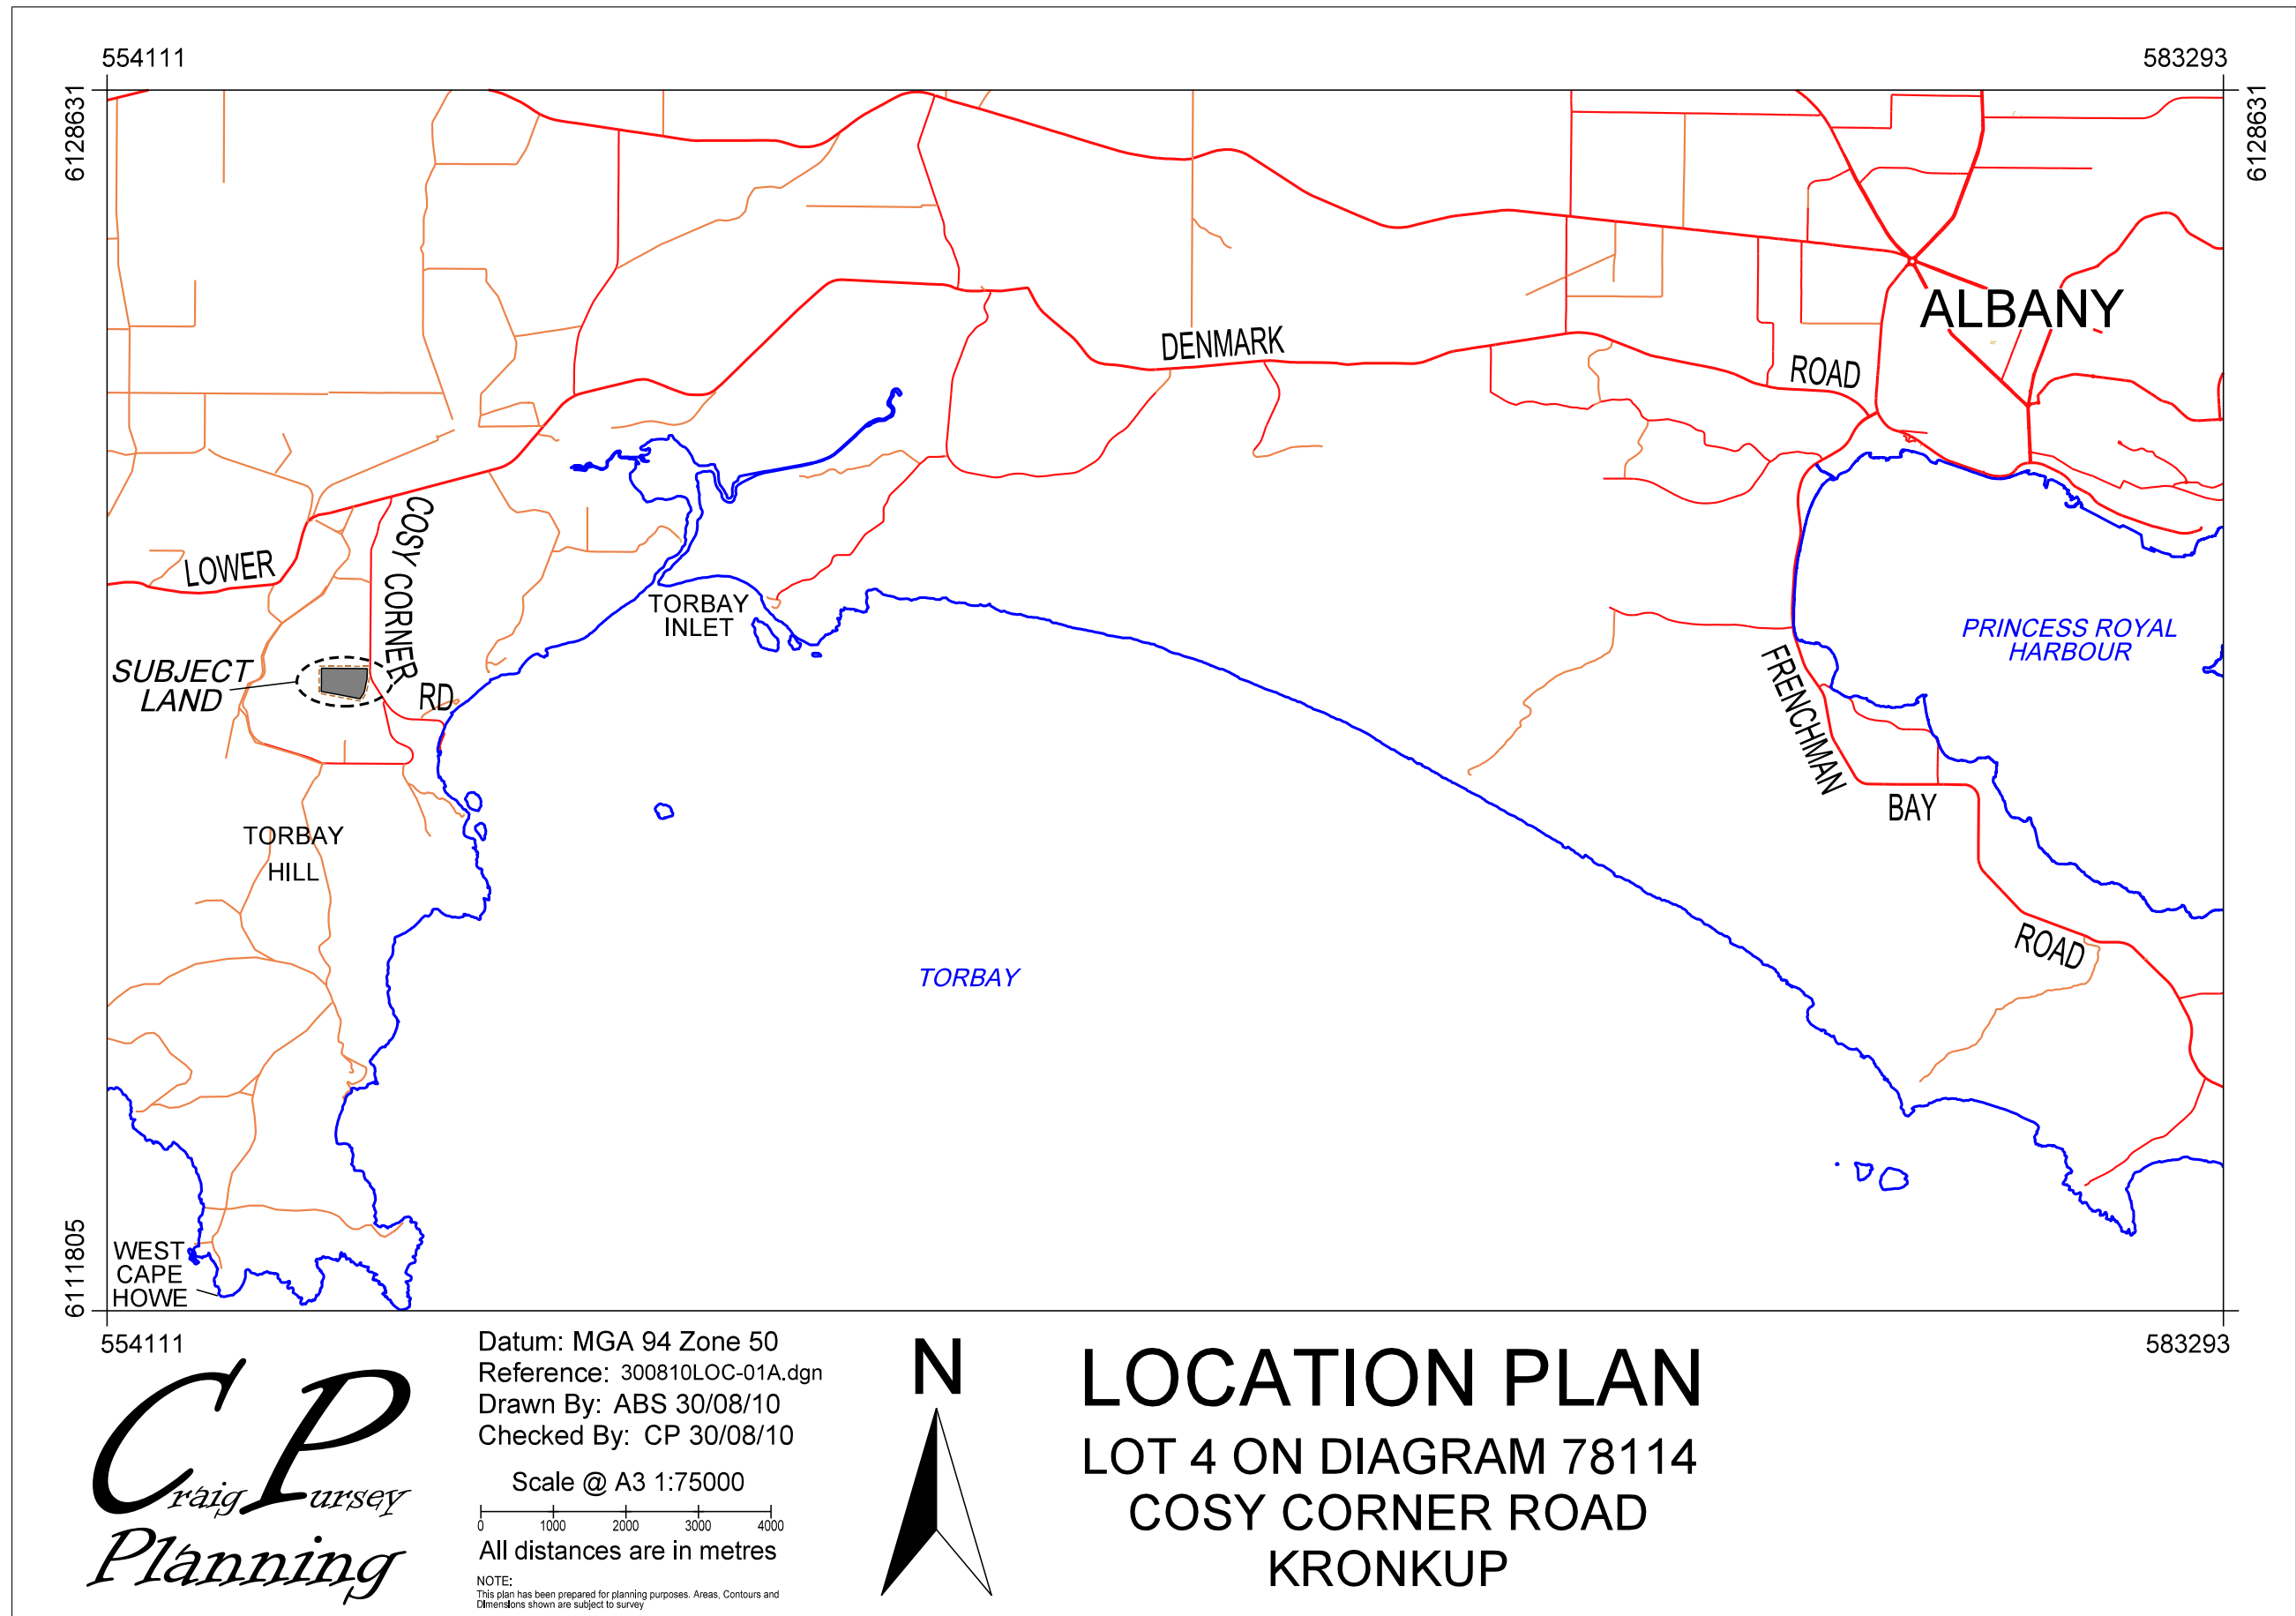 554111
583293
6128631
6128631
ALBANY
DENMARK
ROAD
COSY CORNER
RD
LOWER
TORBAY
INLET
PRINCESS ROYAL
HARBOUR
SUBJECT
LAND
FRENCHMAN
BAY
ROAD
TORBAY
HILL
TORBAY
WEST
CAPE
HOWE
6111805
554111
583293
Craig Pursey
Planning
Datum: MGA 94 Zone 50
Reference: 300810LOC-01A.dgn
Drawn By: ABS 30/08/10
Checked By: CP 30/08/10
Scale @ A3 1:75000
0 1000 2000 3000 4000
All distances are in metres
NOTE:
This plan has been prepared for planning purposes. Areas, Contours and
Dimensions shown are subject to survey
N
LOCATION PLAN
LOT 4 ON DIAGRAM 78114
COSY CORNER ROAD
KRONKUP